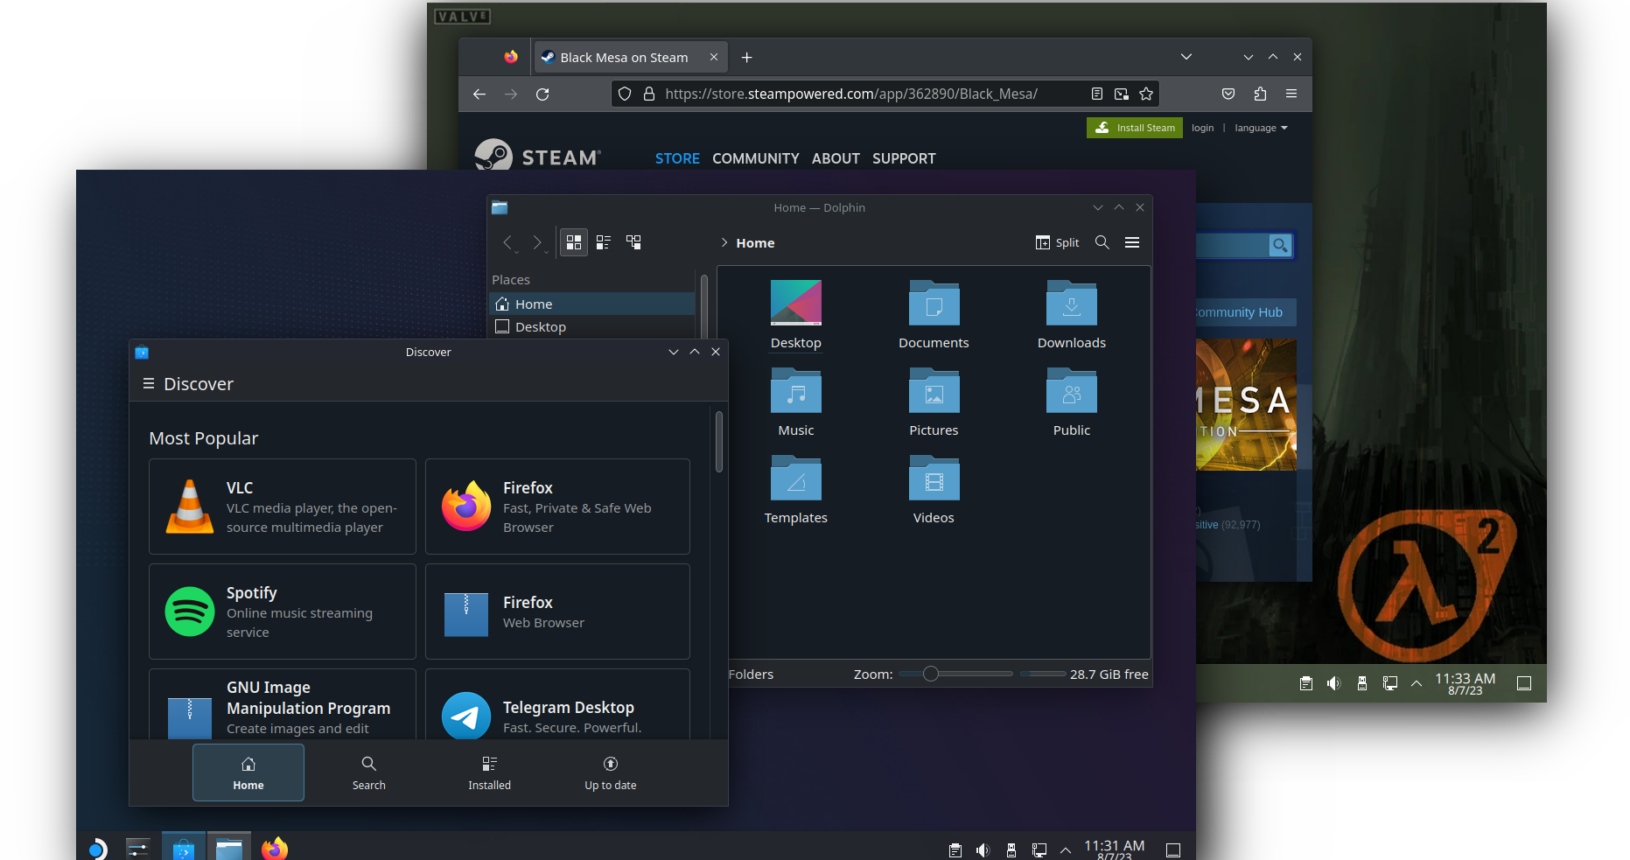 VALVE
Black Mesa on Steam
https://store.steampowered.com/app/362890/Black_Mesa/
Install Steam login | language
STEAM
STORE COMMUNITY ABOUT SUPPORT
Community Hub
MESA
(92,977)
2
11:33 AM
8/7/23
Home — Dolphin
Home
Split
Places
Home
Desktop
Desktop
Documents
Downloads
Music
Pictures
Public
Templates
Videos
Folders
Zoom:
28.7 GiB free
Discover
Discover
Most Popular
VLC
VLC media player, the open-
source multimedia player
Firefox
Fast, Private & Safe Web
Browser
Spotify
Online music streaming
service
Firefox
Web Browser
GNU Image
Manipulation Program
Create images and edit
Telegram Desktop
Fast. Secure. Powerful.
Home
Search
Installed
Up to date
11:31 AM
8/7/23